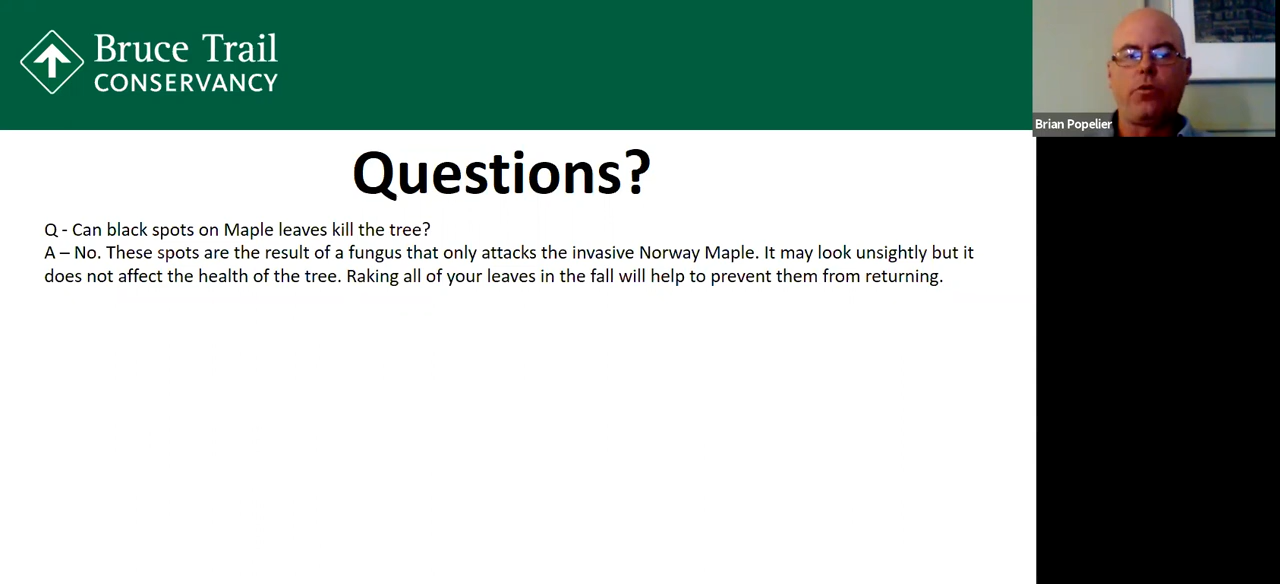 Bruce Trail
CONSERVANCY
Brian Popelier
Questions?
Q - Can black spots on Maple leaves kill the tree?
A – No. These spots are the result of a fungus that only attacks the invasive Norway Maple. It may look unsightly but it
does not affect the health of the tree. Raking all of your leaves in the fall will help to prevent them from returning.